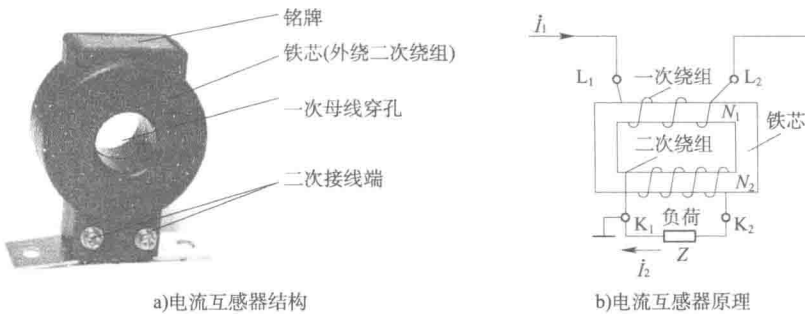 铭牌
铁芯(外绕二次绕组)
一次母线穿孔
二次接线端
a)电流互感器结构
İ₁
L₁
一次绕组
L₂
N₁
铁芯
二次绕组
N₂
K₁
负荷
K₂
İ₂
Z
b)电流互感器原理